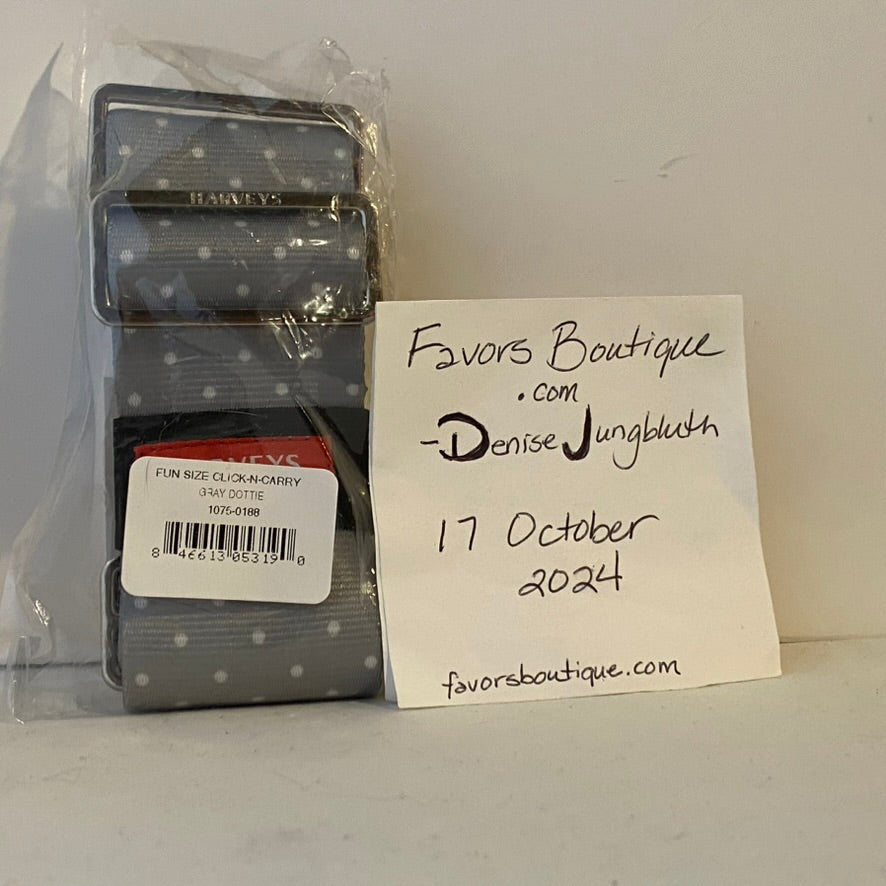 HARVEYS
HARVEYS
FUN SIZE CLICK-N-CARRY
GRAY DOTTIE
1075-0188
8 46613 05319 0
Favors Boutique
.com
-Denise Jungbluth
17 October
2024
favorsboutique.com